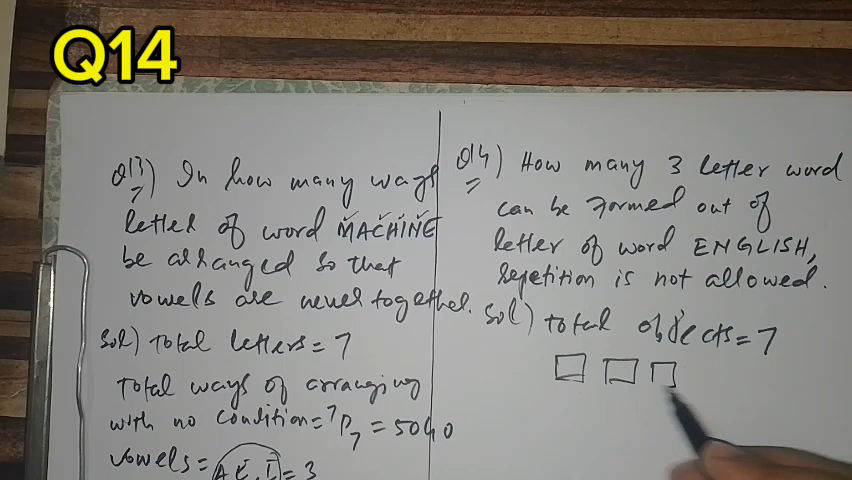 Q14
Q13) In how many ways
letter of word MACHINE
be arranged so that
vowels are never together.
Sol) Total letters = 7
Total ways of arranging
with no condition = ⁷P₇ = 5040
vowels = A E, I = 3
Q14) How many 3 letter word
can be formed out of
letter of word ENGLISH,
repetition is not allowed.
Sol) Total objects = 7